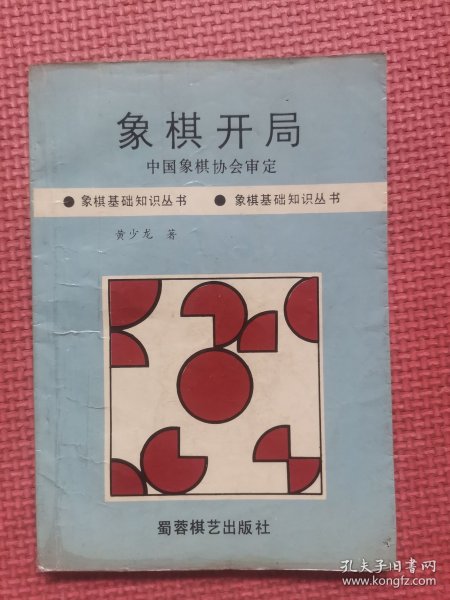 象棋开局
中国象棋协会审定
●象棋基础知识丛书 ●象棋基础知识丛书
黄少龙 著
蜀蓉棋艺出版社
孔夫子旧书网
www.kongfz.com